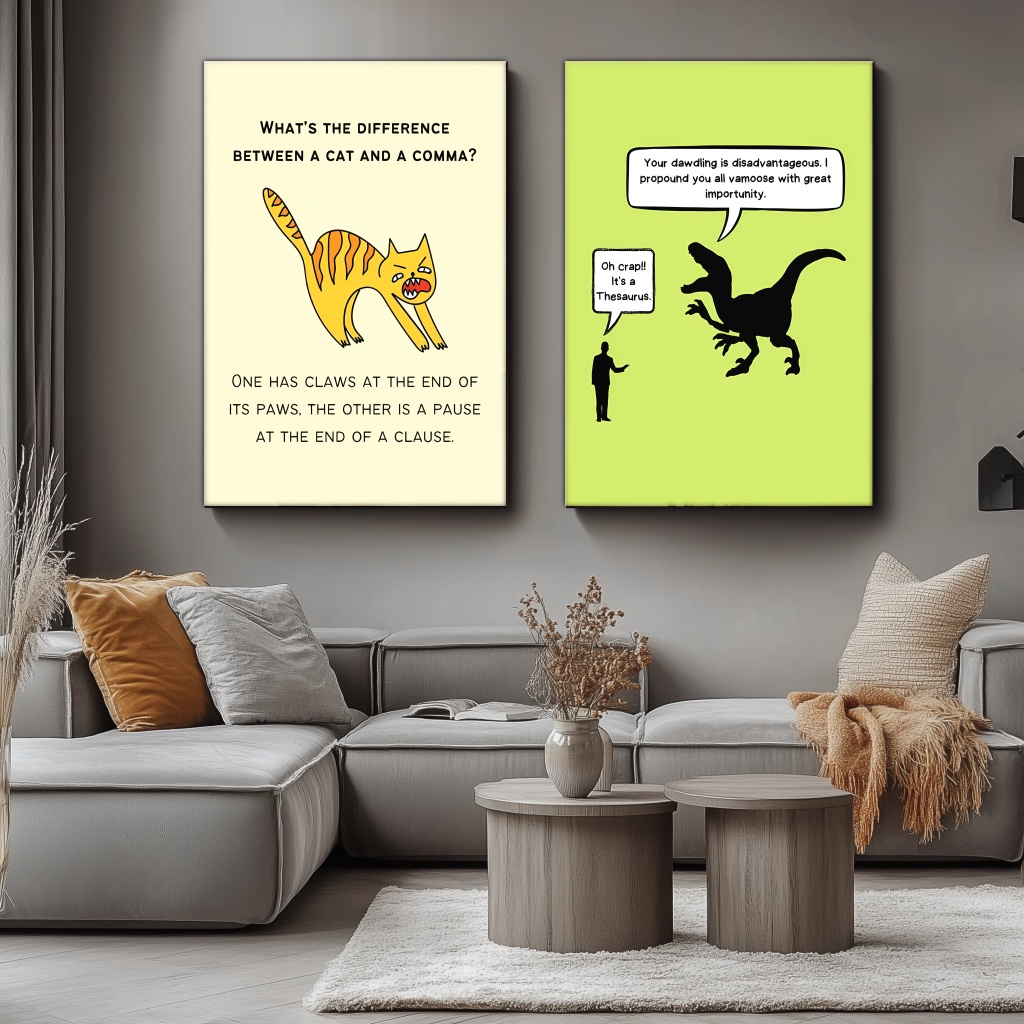 WHAT'S THE DIFFERENCE
BETWEEN A CAT AND A COMMA?
ONE HAS CLAWS AT THE END OF
ITS PAWS, THE OTHER IS A PAUSE
AT THE END OF A CLAUSE.
Your dawdling is disadvantageous. I
propound you all vamoose with great
importunity.
Oh crap!!
It's a
Thesaurus.